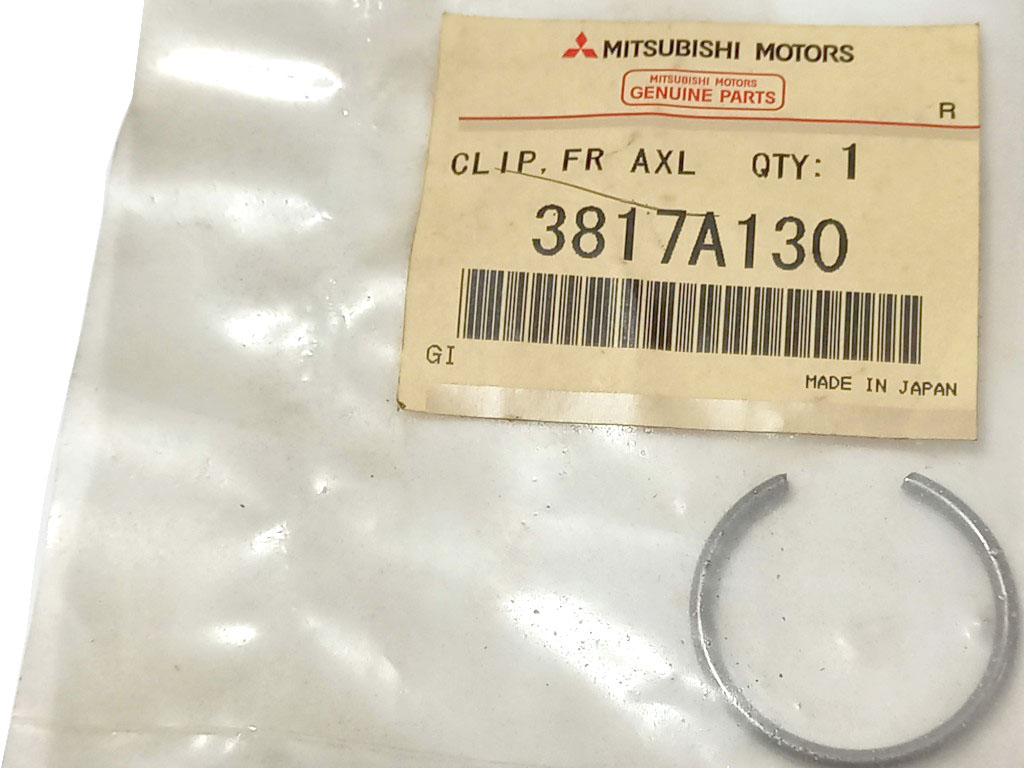 MITSUBISHI MOTORS
MITSUBISHI MOTORS
GENUINE PARTS
R
CLIP, FR AXL QTY: 1
3817A130
GI
MADE IN JAPAN